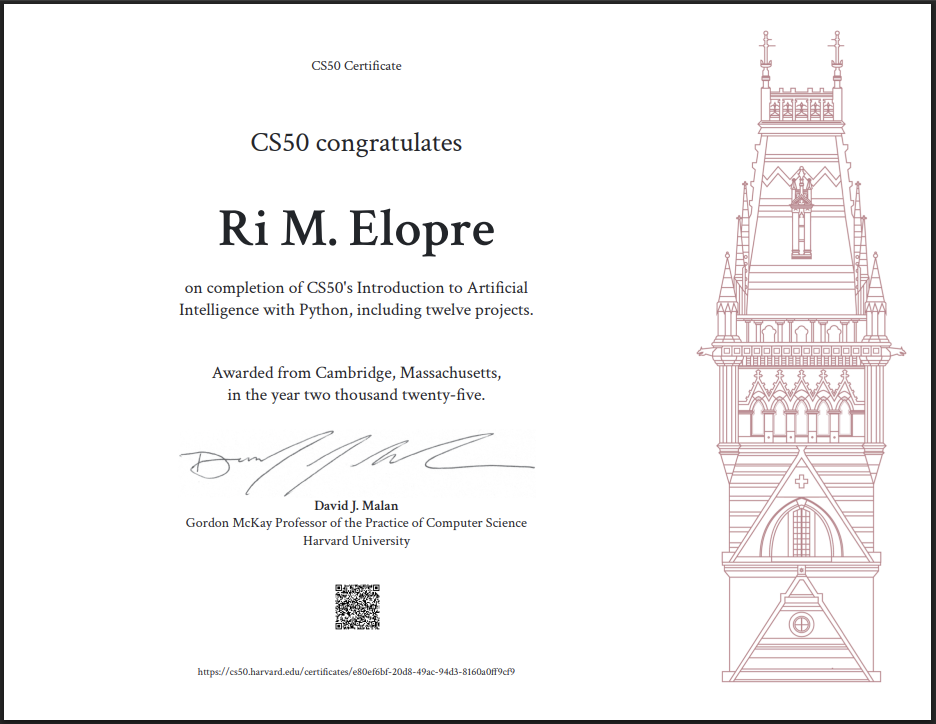 CS50 Certificate
CS50 congratulates
Ri M. Elopre
on completion of CS50's Introduction to Artificial
Intelligence with Python, including twelve projects.
Awarded from Cambridge, Massachusetts,
in the year two thousand twenty-five.
David J. Malan
Gordon McKay Professor of the Practice of Computer Science
Harvard University
https://cs50.harvard.edu/certificates/e80ef6bf-20d8-49ac-94d3-8160a0ff9cf9